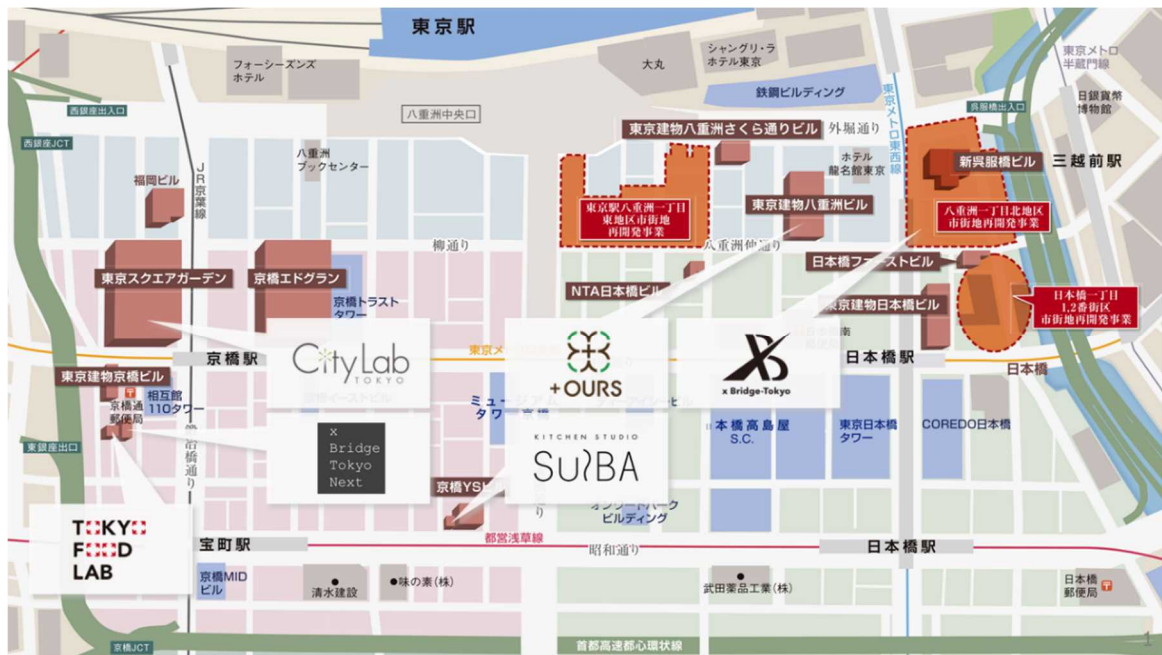 東京駅
フォーシーズンズ
ホテル
大丸
シャングリ・ラ
ホテル東京
東京メトロ
半蔵門線
鉄鋼ビルディング
東京メトロ東西線
日銀貨幣
博物館
西銀座出入口
八重洲中央口
呉服橋出入口
西銀座JCT
東京建物八重洲さくら通りビル
外堀通り
八重洲
ブックセンター
ホテル
龍名館東京
新呉服橋ビル
三越前駅
JR京葉線
福岡ビル
東京駅八重洲一丁目
東地区市街地
再開発事業
東京建物八重洲ビル
八重洲一丁目北地区
市街地再開発事業
柳通り
八重洲仲通り
東京スクエアガーデン
京橋エドグラン
日本橋ファーストビル
京橋トラスト
タワー
NTA日本橋ビル
東京建物日本橋ビル
日本橋一丁目
1,2番街区
市街地再開発事業
京橋駅
CityLab
TOKYO
東京メ
+OURS
x Bridge-Tokyo
日本橋駅
日本橋
東京建物京橋ビル
相互館
110タワー
京橋通
郵便局
ミュージアム
タワー京橋
本橋高島屋
S.C.
東京日本橋
タワー
COREDO日本橋
東銀座出口
x
Bridge
Tokyo
Next
KITCHEN STUDIO
SUIBA
京橋YSビ
オンワードパーク
ビルディング
TOKYO
FOOD
LAB
宝町駅
都営浅草線
昭和通り
日本橋駅
京橋MID
ビル
清水建設
味の素(株)
武田薬品工業(株)
日本橋
郵便局
京橋JCT
首都高速都心環状線
1